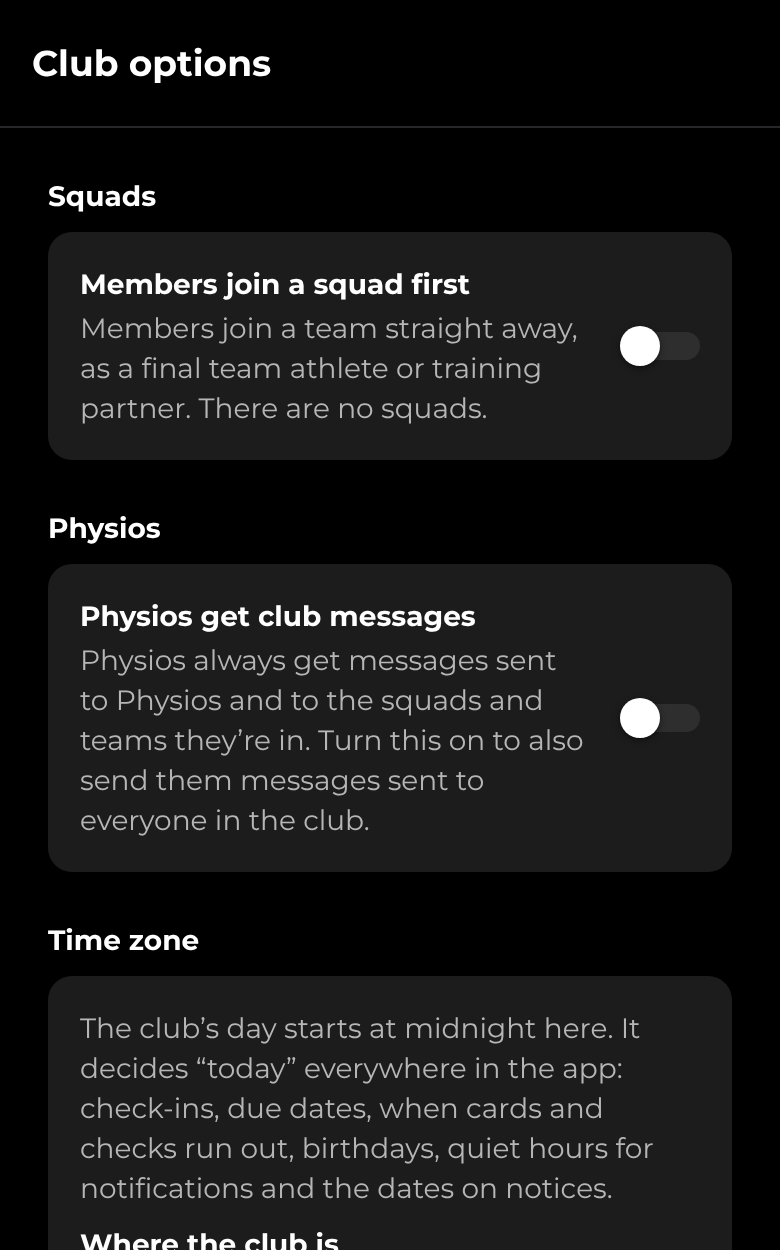 Club options
Squads
Members join a squad first
Members join a team straight away,
as a final team athlete or training
partner. There are no squads.
Physios
Physios get club messages
Physios always get messages sent
to Physios and to the squads and
teams they’re in. Turn this on to also
send them messages sent to
everyone in the club.
Time zone
The club’s day starts at midnight here. It
decides “today” everywhere in the app:
check-ins, due dates, when cards and
checks run out, birthdays, quiet hours for
notifications and the dates on notices.
Where the club is